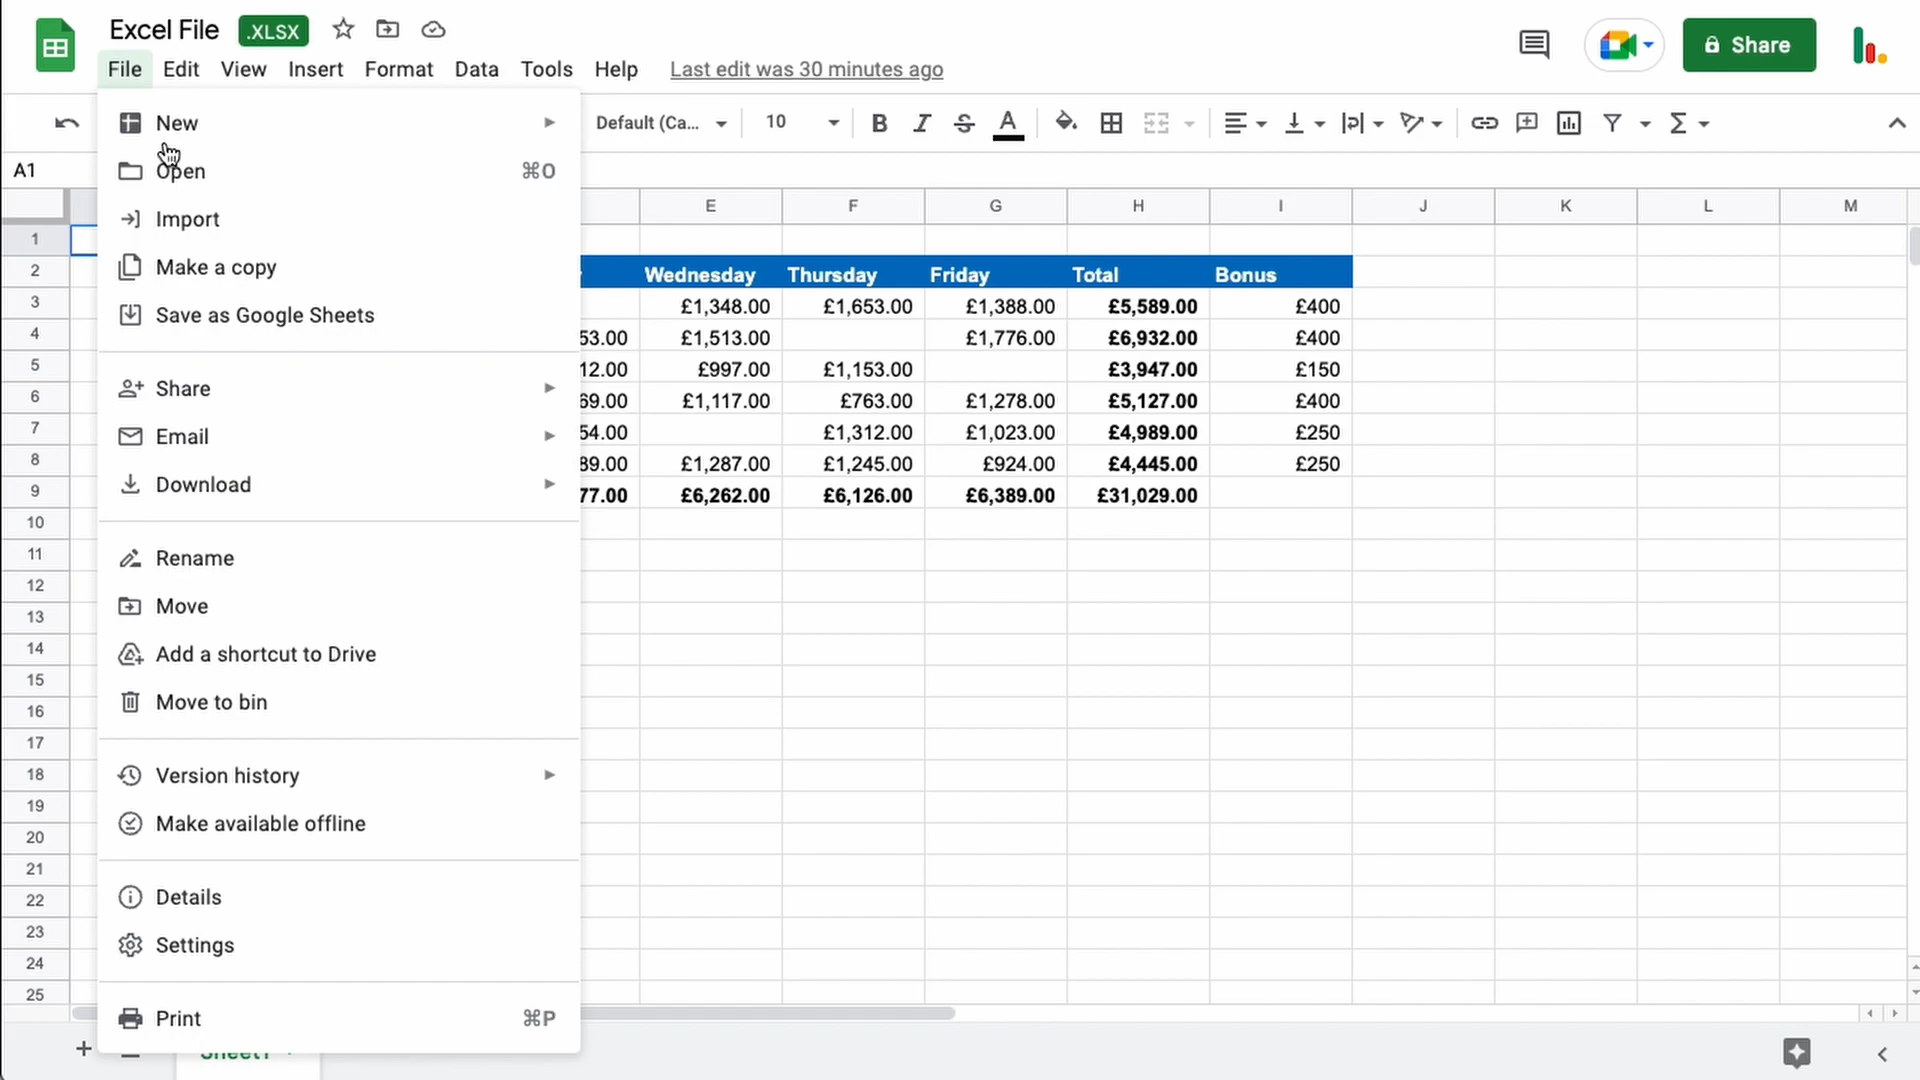 Excel File .XLSX
File Edit View Insert Format Data Tools Help Last edit was 30 minutes ago
Share
Default (Ca... 10 B I S A Σ
A1
New
Open ⌘O
Import
Make a copy
Save as Google Sheets
Share
Email
Download
Rename
Move
Add a shortcut to Drive
Move to bin
Version history
Make available offline
Details
Settings
Print ⌘P
E F G H I J K L M
1
2 Wednesday Thursday Friday Total Bonus
3 £1,348.00 £1,653.00 £1,388.00 £5,589.00 £400
4 53.00 £1,513.00 £1,776.00 £6,932.00 £400
5 12.00 £997.00 £1,153.00 £3,947.00 £150
6 69.00 £1,117.00 £763.00 £1,278.00 £5,127.00 £400
7 54.00 £1,312.00 £1,023.00 £4,989.00 £250
8 89.00 £1,287.00 £1,245.00 £924.00 £4,445.00 £250
9 77.00 £6,262.00 £6,126.00 £6,389.00 £31,029.00
10
11
12
13
14
15
16
17
18
19
20
21
22
23
24
25
Sheet1